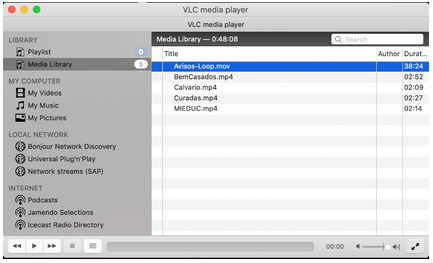 VLC media player
VLC media player
LIBRARY
Playlist 0
Media Library 5
MY COMPUTER
My Videos
My Music
My Pictures
LOCAL NETWORK
Bonjour Network Discovery
Universal Plug'n'Play
Network streams (SAP)
INTERNET
Podcasts
Jamendo Selections
Icecast Radio Directory
Media Library — 0:48:08 Search
Title Author Durat...
Avisos-Loop.mov 38:24
BemCasados.mp4 02:52
Calvario.mp4 02:09
Curadas.mp4 02:27
MIEDUC.mp4 02:14
00:00